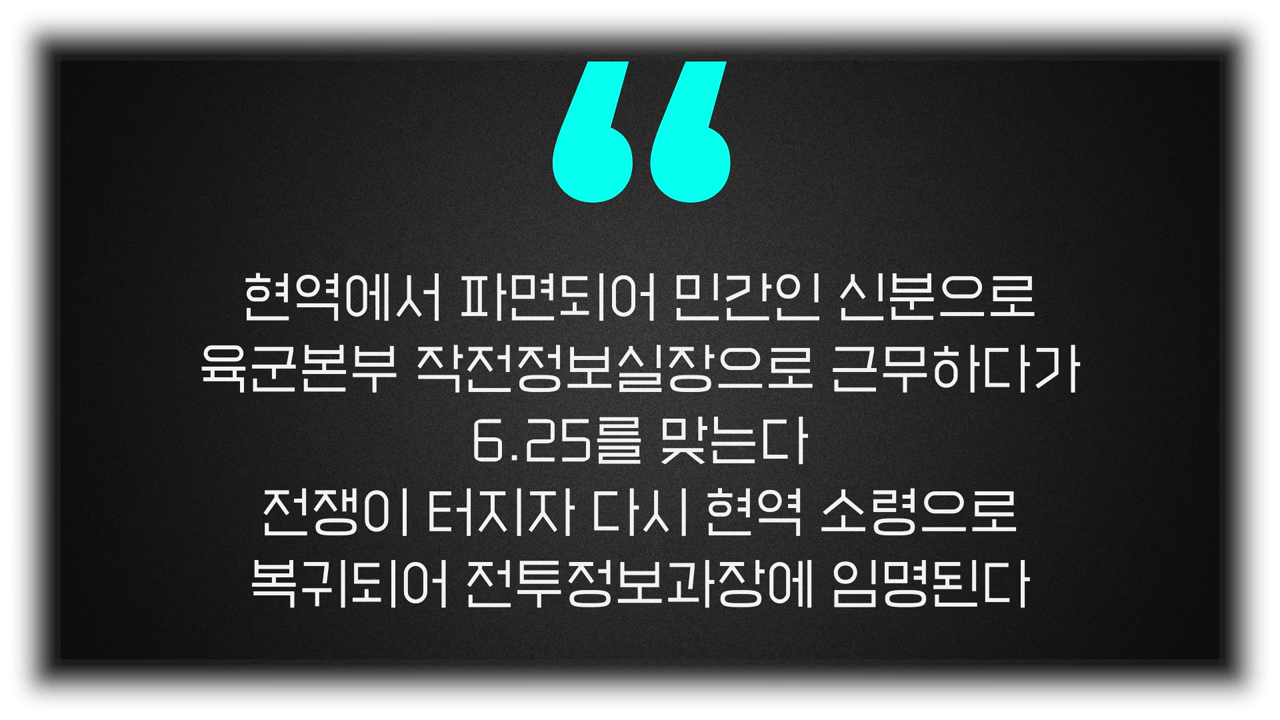 “
현역에서 파면되어 민간인 신분으로
육군본부 작전정보실장으로 근무하다가
6.25를 맞는다
전쟁이 터지자 다시 현역 소령으로
복귀되어 전투정보과장에 임명된다